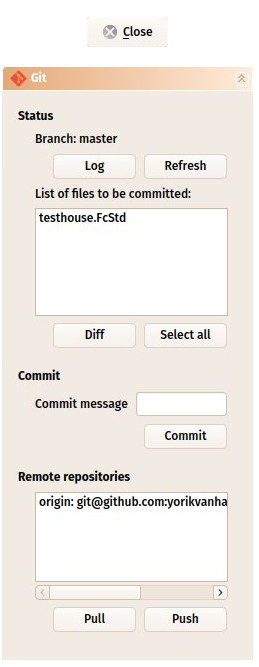 Close
Git
Status
Branch: master
Log Refresh
List of files to be committed:
testhouse.FcStd
Diff Select all
Commit
Commit message
Commit
Remote repositories
origin: git@github.com:yorikvanha
Pull Push